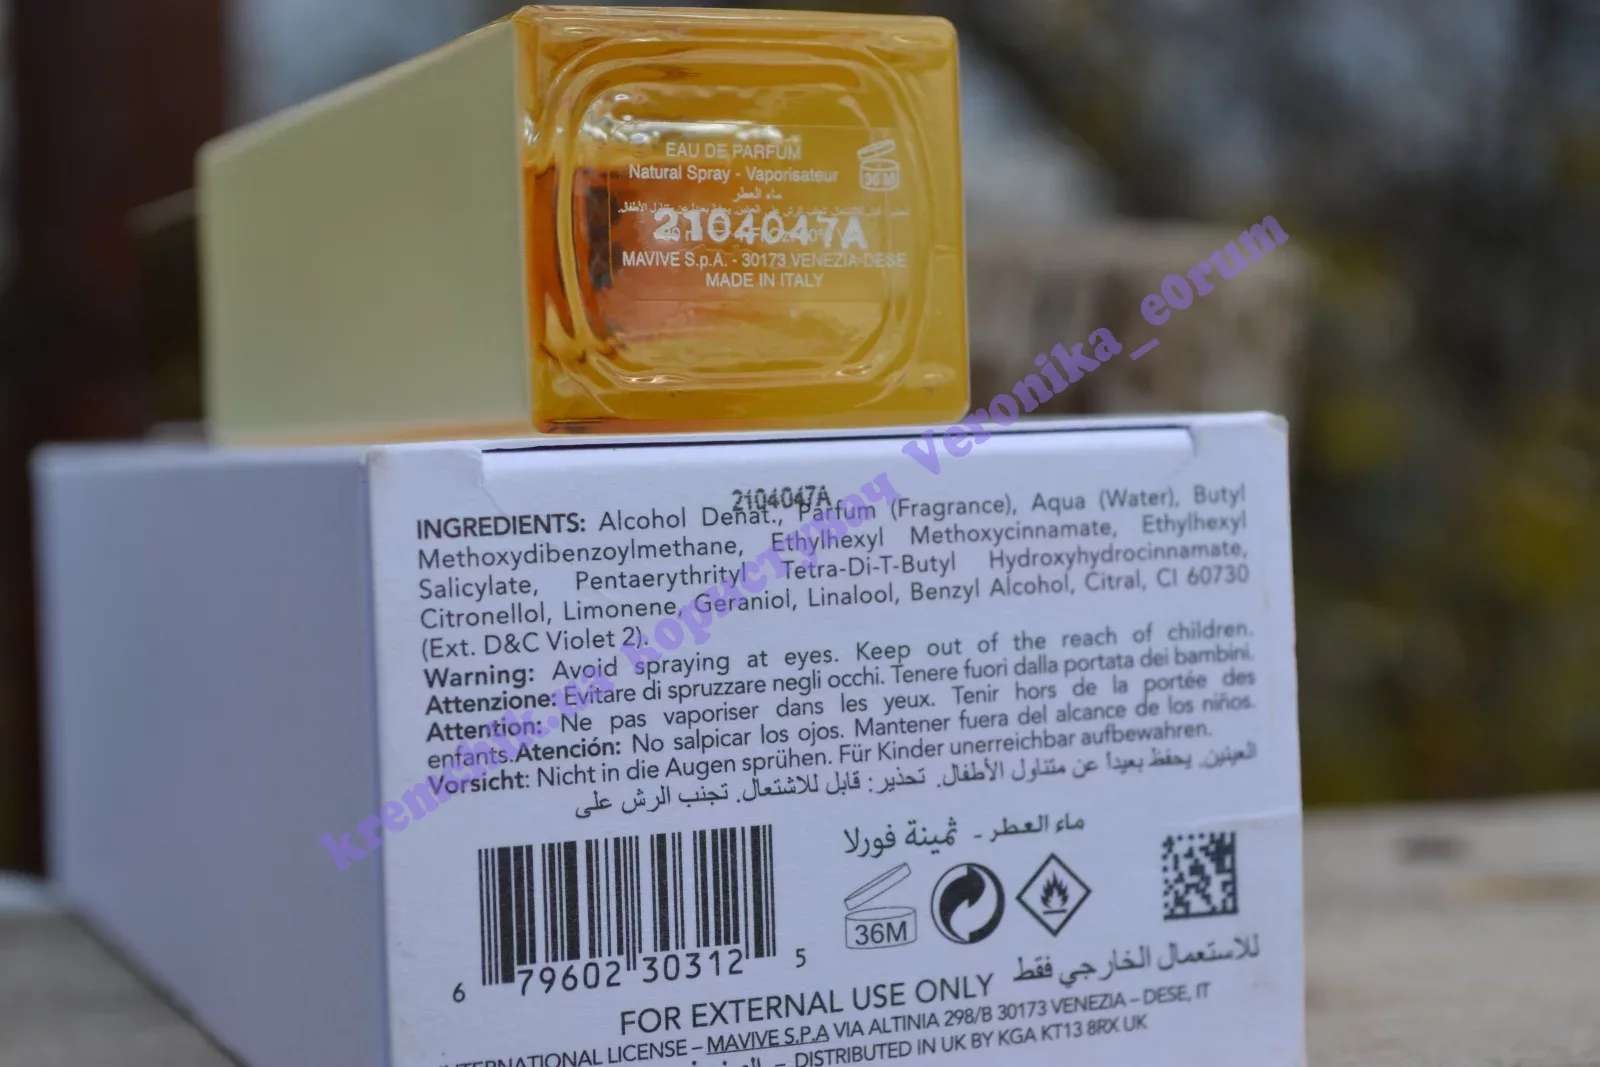 EAU DE PARFUM
Natural Spray - Vaporisateur
36 M
ماء العطر
2104047A
MAVIVE S.p.A. - 30173 VENEZIA-DESE
MADE IN ITALY
2104047A
INGREDIENTS: Alcohol Denat., Parfum (Fragrance), Aqua (Water), Butyl
Methoxydibenzoylmethane, Ethylhexyl Methoxycinnamate, Ethylhexyl
Salicylate, Pentaerythrityl Tetra-Di-T-Butyl Hydroxyhydrocinnamate,
Citronellol, Limonene, Geraniol, Linalool, Benzyl Alcohol, Citral, CI 60730
(Ext. D&C Violet 2).
Warning: Avoid spraying at eyes. Keep out of the reach of children.
Attenzione: Evitare di spruzzare negli occhi. Tenere fuori dalla portata dei bambini.
Attention: Ne pas vaporiser dans les yeux. Tenir hors de la portée des
enfants.Atención: No salpicar los ojos. Mantener fuera del alcance de los niños.
Vorsicht: Nicht in die Augen sprühen. Für Kinder unerreichbar aufbewahren.
العينين. يحفظ بعيداً عن متناول الأطفال. تحذير: قابل للاشتعال. تجنب الرش على
ماء العطر - ثمينة فورلا
36M
6 79602 30312 5
للاستعمال الخارجي فقط
FOR EXTERNAL USE ONLY
INTERNATIONAL LICENSE – MAVIVE S.P.A VIA ALTINIA 298/B 30173 VENEZIA – DESE, IT
– DISTRIBUTED IN UK BY KGA KT13 8RX UK
kremchik.ua Користувач Veronika_e0rum